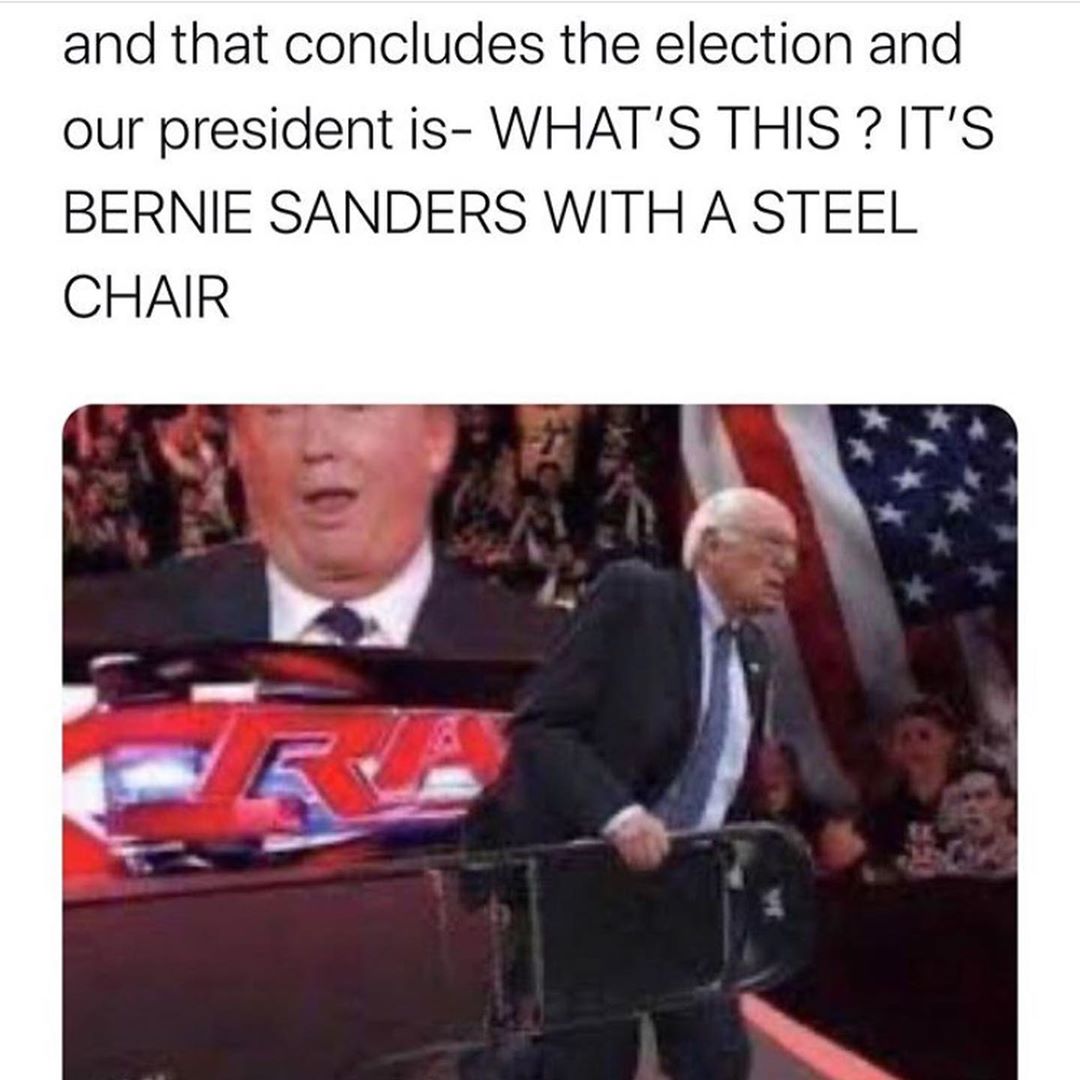 and that concludes the election and
our president is- WHAT'S THIS ? IT'S
BERNIE SANDERS WITH A STEEL
CHAIR
RA